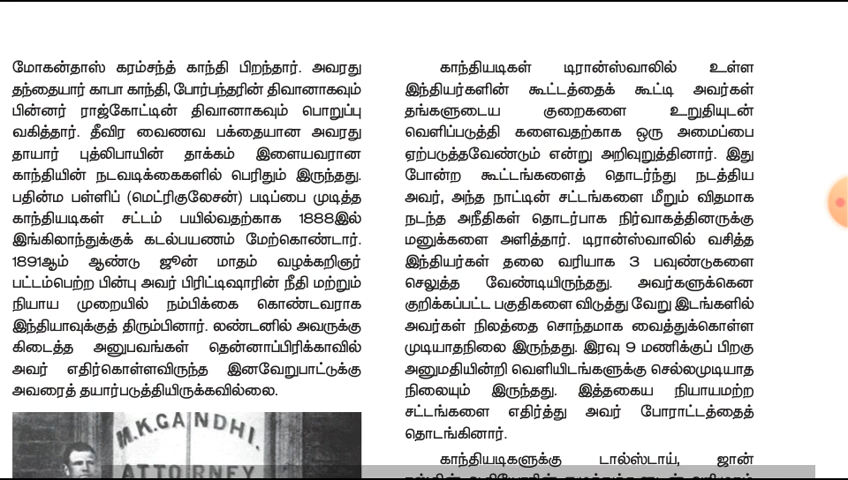 மோகன்தாஸ் கரம்சந்த் காந்தி பிறந்தார். அவரது
தந்தையார் காபா காந்தி, போர்பந்தரின் திவானாகவும்
பின்னர் ராஜ்கோட்டின் திவானாகவும் பொறுப்பு
வகித்தார். தீவிர வைணவ பக்தையான அவரது
தாயார் புத்லிபாயின் தாக்கம் இளையவரான
காந்தியின் நடவடிக்கைகளில் பெரிதும் இருந்தது.
பதின்ம பள்ளிப் (மெட்ரிகுலேசன்) படிப்பை முடித்த
காந்தியடிகள் சட்டம் பயில்வதற்காக 1888இல்
இங்கிலாந்துக்குக் கடல்பயணம் மேற்கொண்டார்.
1891ஆம் ஆண்டு ஜூன் மாதம் வழக்கறிஞர்
பட்டம்பெற்ற பின்பு அவர் பிரிட்டிஷாரின் நீதி மற்றும்
நியாய முறையில் நம்பிக்கை கொண்டவராக
இந்தியாவுக்குத் திரும்பினார். லண்டனில் அவருக்கு
கிடைத்த அனுபவங்கள் தென்னாப்பிரிக்காவில்
அவர் எதிர்கொள்ளவிருந்த இனவேறுபாட்டுக்கு
அவரைத் தயார்படுத்தியிருக்கவில்லை.
M.K.GANDHI.
ATTORNEY
காந்தியடிகள் டிரான்ஸ்வாலில் உள்ள
இந்தியர்களின் கூட்டத்தைக் கூட்டி அவர்கள்
தங்களுடைய குறைகளை உறுதியுடன்
வெளிப்படுத்தி களைவதற்காக ஒரு அமைப்பை
ஏற்படுத்தவேண்டும் என்று அறிவுறுத்தினார். இது
போன்ற கூட்டங்களைத் தொடர்ந்து நடத்திய
அவர், அந்த நாட்டின் சட்டங்களை மீறும் விதமாக
நடந்த அநீதிகள் தொடர்பாக நிர்வாகத்தினருக்கு
மனுக்களை அளித்தார். டிரான்ஸ்வாலில் வசித்த
இந்தியர்கள் தலை வரியாக 3 பவுண்டுகளை
செலுத்த வேண்டியிருந்தது. அவர்களுக்கென
குறிக்கப்பட்ட பகுதிகளை விடுத்து வேறு இடங்களில்
அவர்கள் நிலத்தை சொந்தமாக வைத்துக்கொள்ள
முடியாதநிலை இருந்தது. இரவு 9 மணிக்குப் பிறகு
அனுமதியின்றி வெளியிடங்களுக்கு செல்லமுடியாத
நிலையும் இருந்தது. இத்தகைய நியாயமற்ற
சட்டங்களை எதிர்த்து அவர் போராட்டத்தைத்
தொடங்கினார்.
காந்தியடிகளுக்கு டால்ஸ்டாய், ஜான்